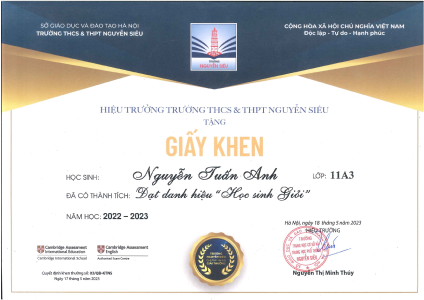 SỞ GIÁO DỤC VÀ ĐÀO TẠO HÀ NỘI
TRƯỜNG THCS & THPT NGUYỄN SIÊU
CỘNG HÒA XÃ HỘI CHỦ NGHĨA VIỆT NAM
Độc lập - Tự do - Hạnh phúc
NGUYỄN SIÊU
HIỆU TRƯỞNG TRƯỜNG THCS & THPT NGUYỄN SIÊU
TẶNG
GIẤY KHEN
HỌC SINH: Nguyễn Tuấn Anh LỚP: 11A3
ĐÃ CÓ THÀNH TÍCH: Đạt danh hiệu "Học sinh Giỏi"
NĂM HỌC: 2022 – 2023
Hà Nội, ngày 18 tháng 5 năm 2023
HIỆU TRƯỞNG
Cambridge Assessment
International Education
Cambridge International School
Cambridge Assessment
English
Authorised Exam Centre
NGUYỄN SIÊU
Quyết định khen thưởng số:
Ngày 17 tháng 5 năm 2023
Nguyễn Thị Minh Thúy